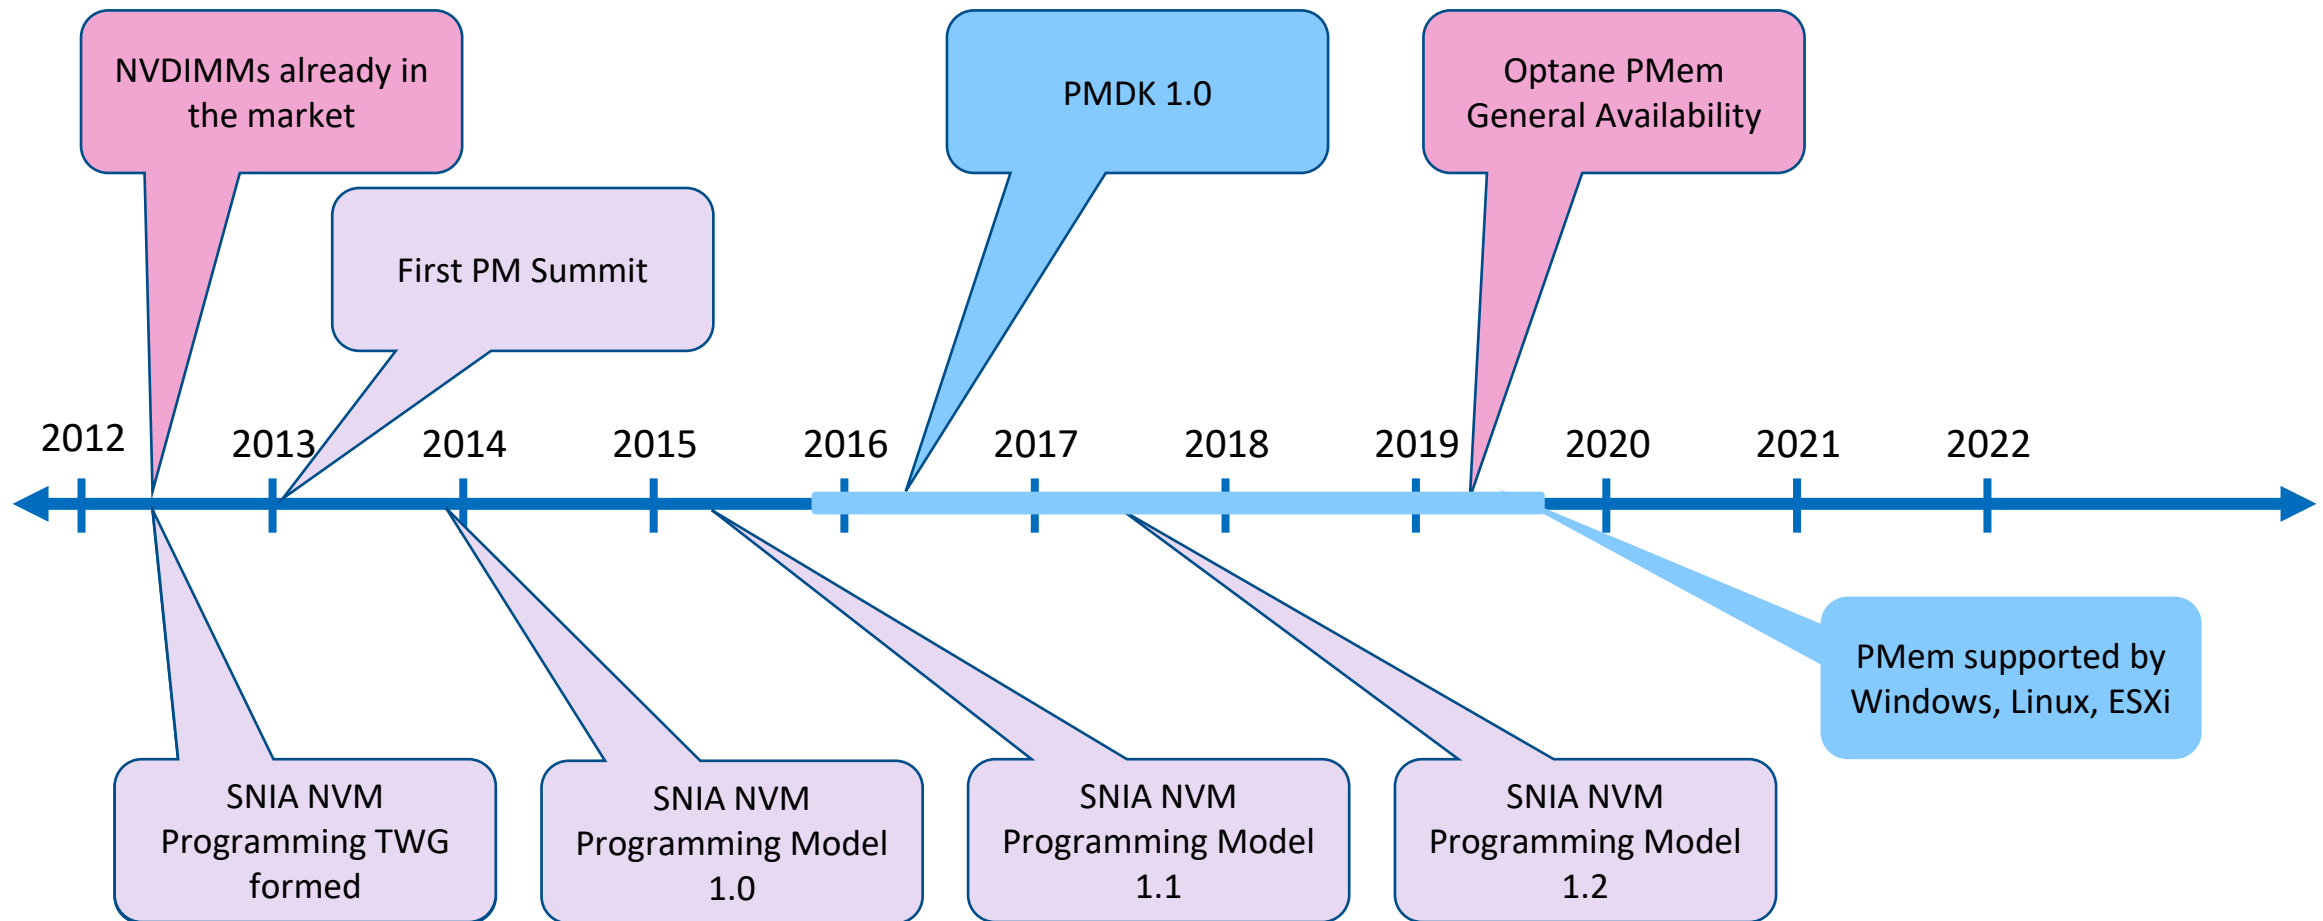 NVDIMMs already in
the market
PMDK 1.0
Optane PMem
General Availability
First PM Summit
2012
2013
2014
2015
2016
2017
2018
2019
2020
2021
2022
PMem supported by
Windows, Linux, ESXi
SNIA NVM
Programming TWG
formed
SNIA NVM
Programming Model
1.0
SNIA NVM
Programming Model
1.1
SNIA NVM
Programming Model
1.2